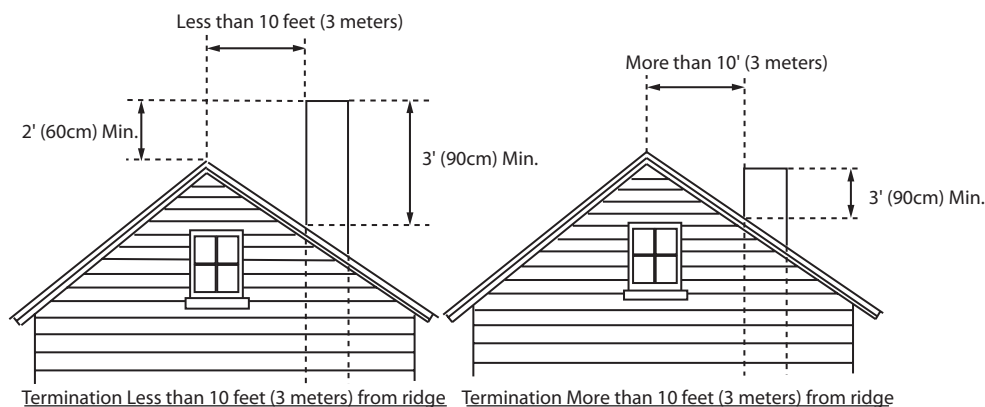 Less than 10 feet (3 meters)
2' (60cm) Min.
3' (90cm) Min.
Termination Less than 10 feet (3 meters) from ridge
More than 10' (3 meters)
3' (90cm) Min.
Termination More than 10 feet (3 meters) from ridge